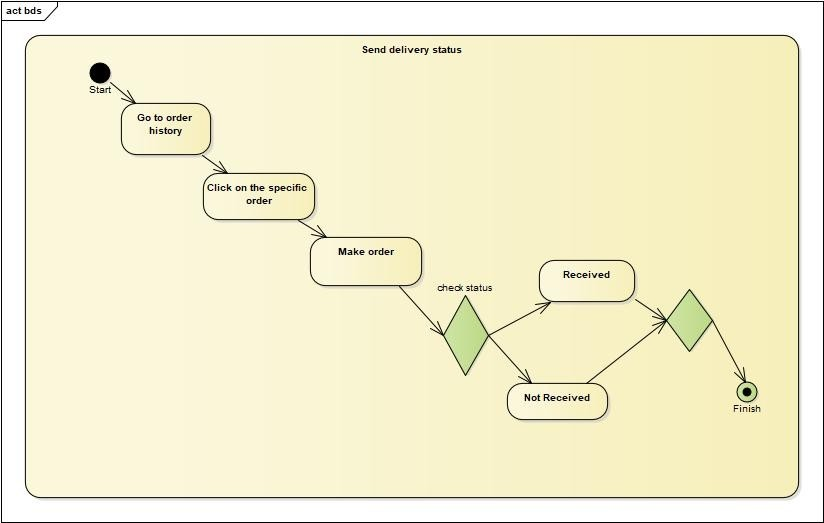 act bds
Send delivery status
Start
Go to order
history
Click on the specific
order
Make order
check status
Received
Not Received
Finish